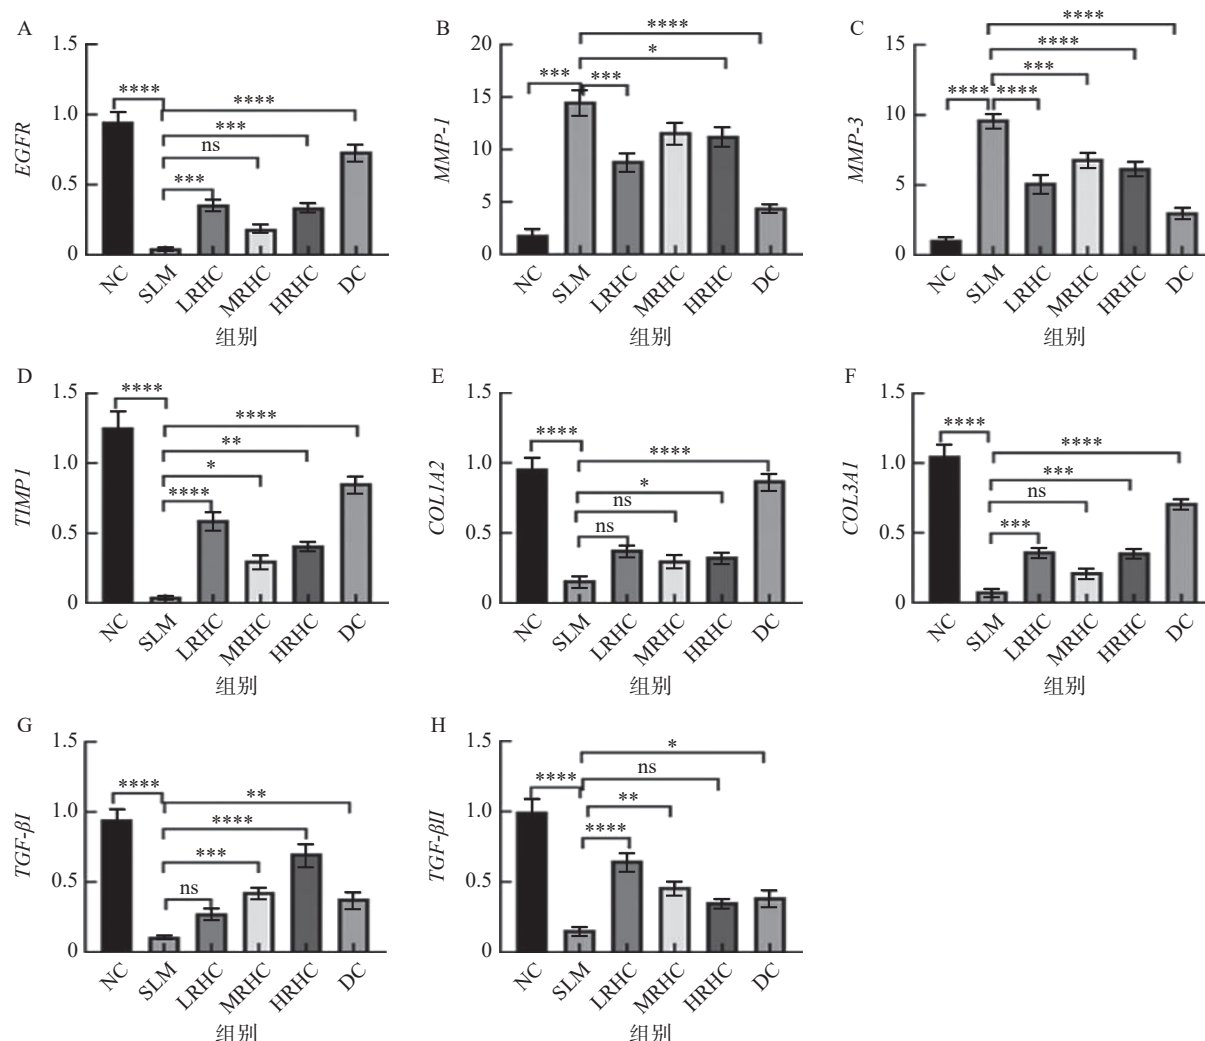 A
EGFR
1.5
1.0
0.5
0
****
****
***
ns
***
NC SLM LRHC MRHC HRHC DC
组别
B
MMP-1
20
15
10
5
0
****
*
***
***
NC SLM LRHC MRHC HRHC DC
组别
C
MMP-3
15
10
5
0
****
****
***
****
****
NC SLM LRHC MRHC HRHC DC
组别
D
TIMP1
1.5
1.0
0.5
0
****
****
**
*
****
NC SLM LRHC MRHC HRHC DC
组别
E
COL1A2
1.5
1.0
0.5
0
****
****
*
ns
ns
NC SLM LRHC MRHC HRHC DC
组别
F
COL3A1
1.5
1.0
0.5
0
****
****
***
ns
***
NC SLM LRHC MRHC HRHC DC
组别
G
TGF-βI
1.5
1.0
0.5
0
****
**
****
***
ns
NC SLM LRHC MRHC HRHC DC
组别
H
TGF-βII
1.5
1.0
0.5
0
*
ns
****
**
****
NC SLM LRHC MRHC HRHC DC
组别